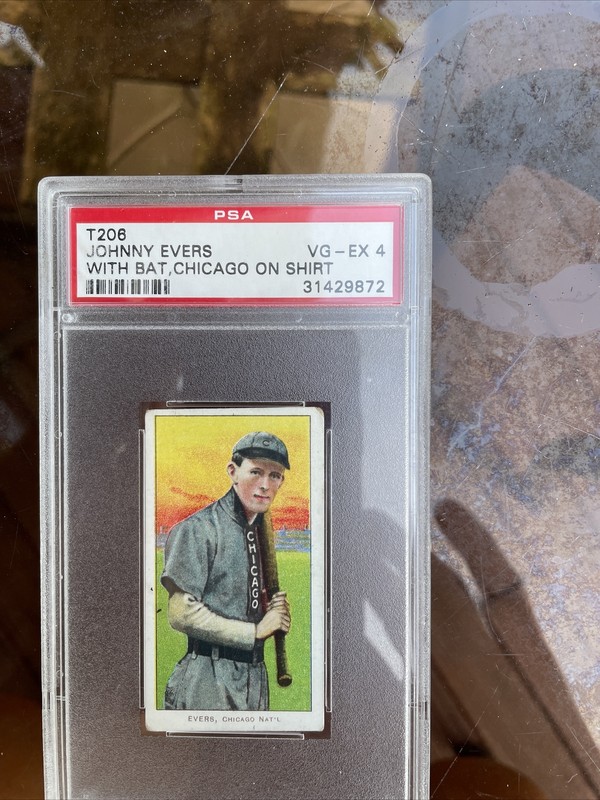 PSA
T206
JOHNNY EVERS VG-EX 4
WITH BAT,CHICAGO ON SHIRT
31429872
C
CHICAGO
EVERS, CHICAGO NAT'L